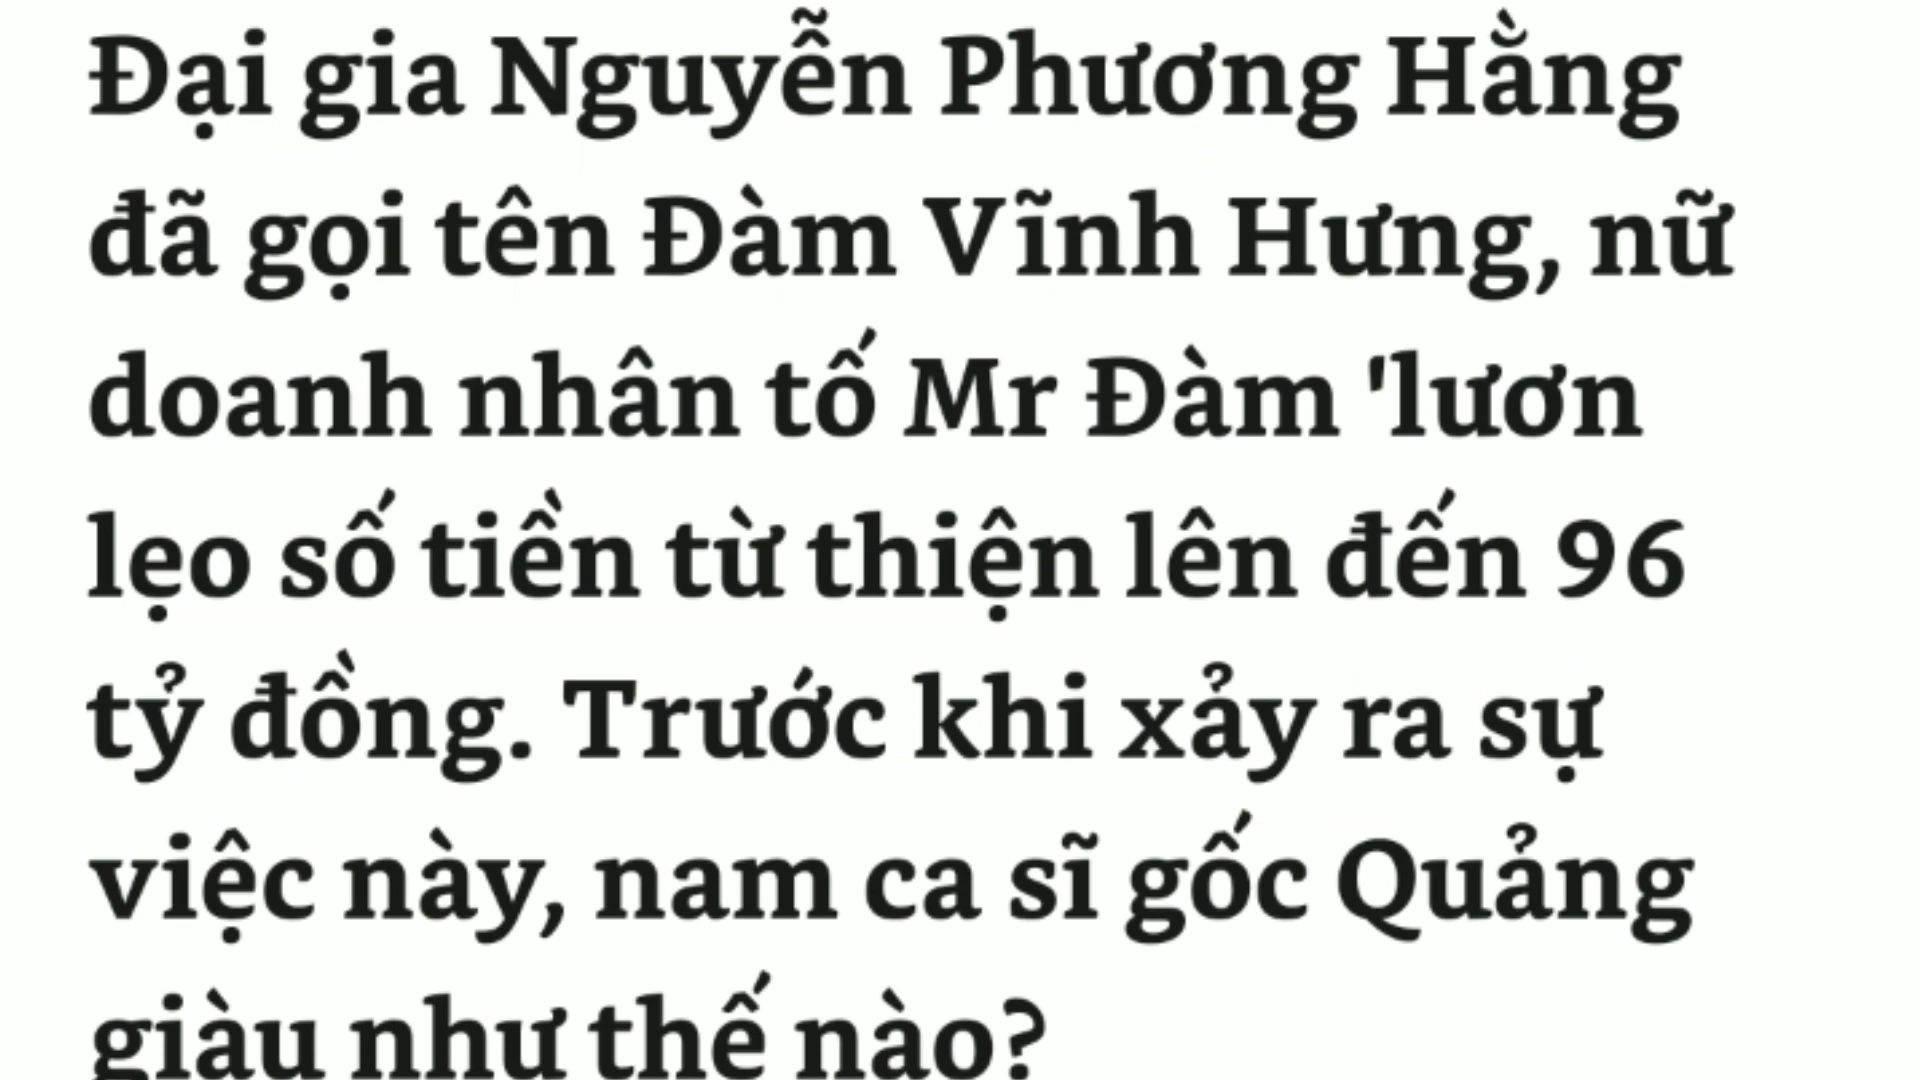 Đại gia Nguyễn Phương Hằng
đã gọi tên Đàm Vĩnh Hưng, nữ
doanh nhân tố Mr Đàm 'lươn
lẹo số tiền từ thiện lên đến 96
tỷ đồng. Trước khi xảy ra sự
việc này, nam ca sĩ gốc Quảng
giàu như thế nào?